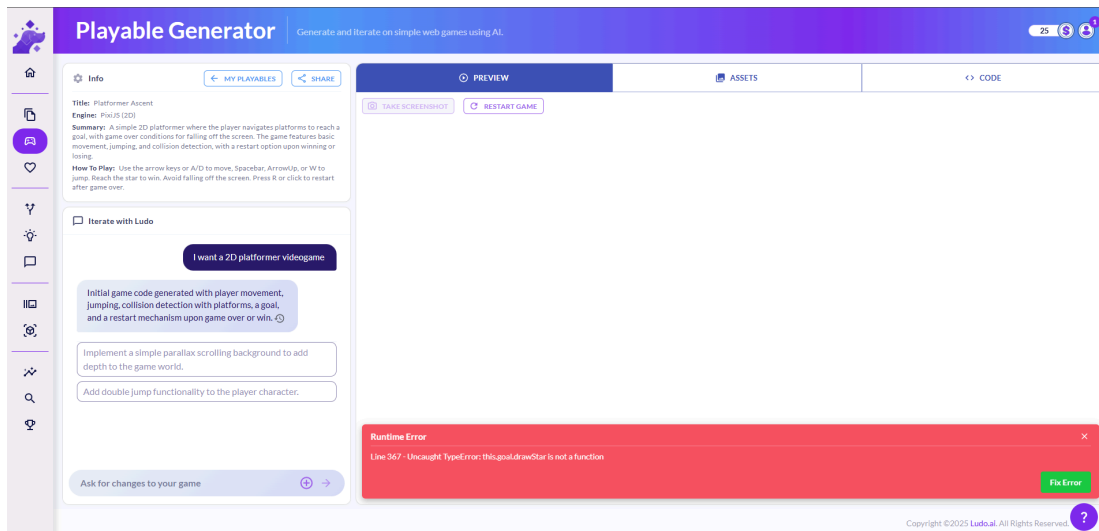 Playable Generator
Generate and iterate on simple web games using AI.
25
1
Info
MY PLAYABLES
SHARE
Title: Platformer Ascent
Engine: PixiJS (2D)
Summary: A simple 2D platformer where the player navigates platforms to reach a
goal, with game over conditions for falling off the screen. The game features basic
movement, jumping, and collision detection, with a restart option upon winning or
losing.
How To Play: Use the arrow keys or A/D to move, Spacebar, ArrowUp, or W to
jump. Reach the star to win. Avoid falling off the screen. Press R or click to restart
after game over.
Iterate with Ludo
I want a 2D platformer videogame
Initial game code generated with player movement,
jumping, collision detection with platforms, a goal,
and a restart mechanism upon game over or win.
Implement a simple parallax scrolling background to add
depth to the game world.
Add double jump functionality to the player character.
Ask for changes to your game
PREVIEW
ASSETS
<> CODE
TAKE SCREENSHOT
RESTART GAME
Runtime Error
Line 367 - Uncaught TypeError: this.goal.drawStar is not a function
Fix Error
Copyright ©2025 Ludo.ai. All Rights Reserved.
?